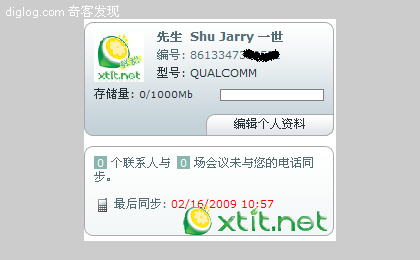 diglog.com 奇客发现
先生 Shu Jarry 一世
编号: 86133473
xtit.net
型号: QUALCOMM
存储量: 0/1000Mb
编辑个人资料
0 个联系人与 0 场会议未与您的电话同
步。
最后同步: 02/16/2009 10:57
xtit.net